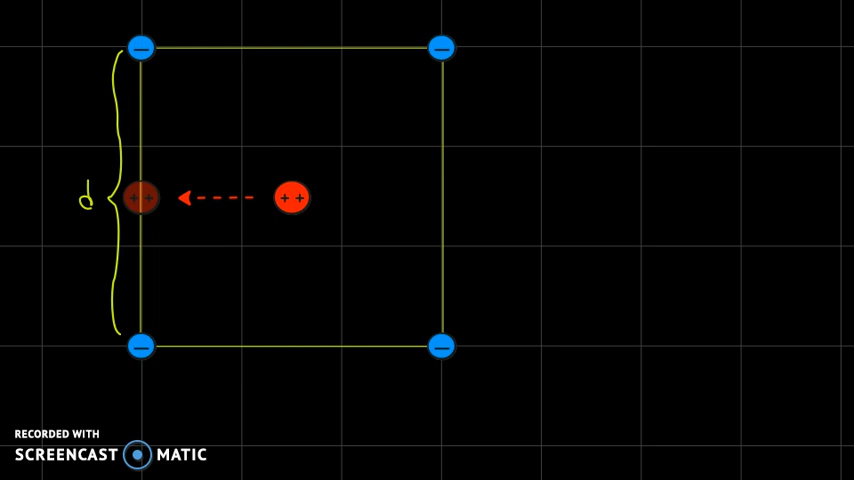 − −
d ++ ++
− −
RECORDED WITH
SCREENCAST MATIC